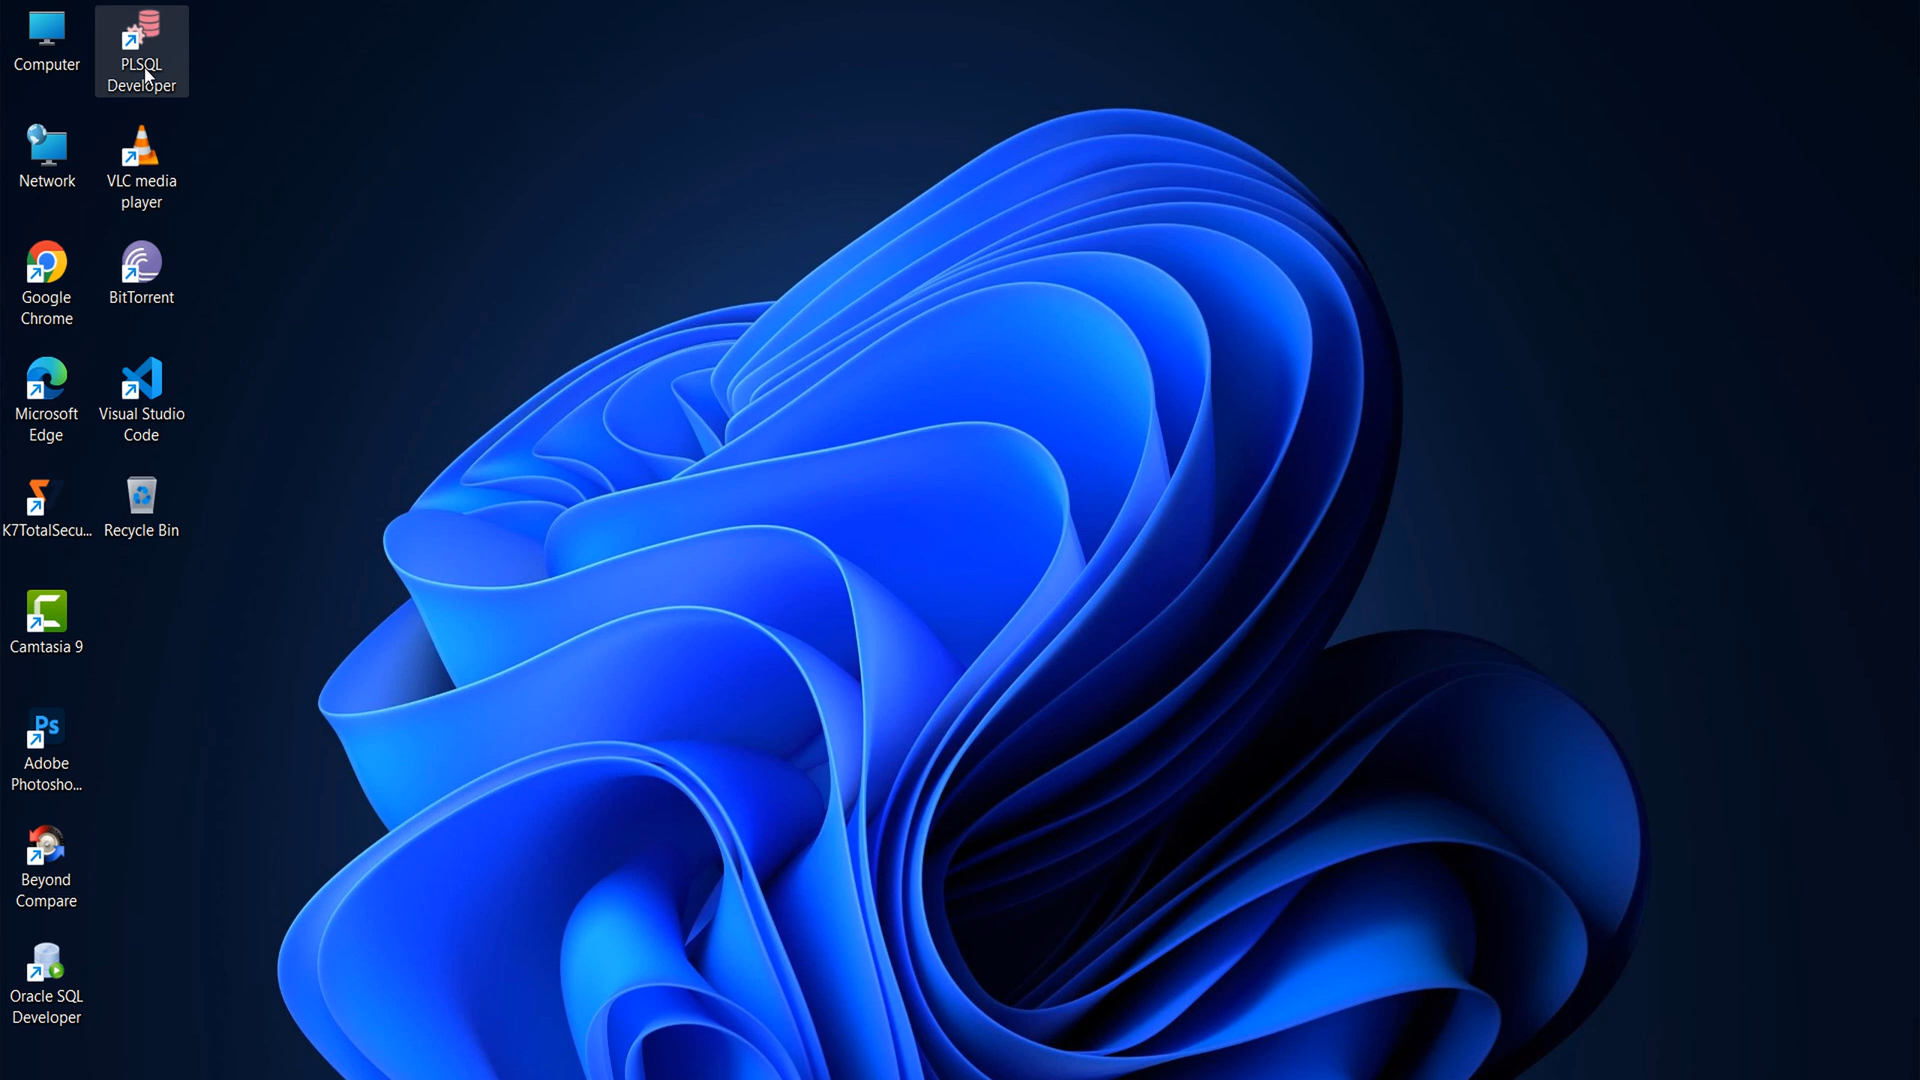 Computer
PLSQL
Developer
Network
VLC media
player
Google
Chrome
BitTorrent
Microsoft
Edge
Visual Studio
Code
K7TotalSecu...
Recycle Bin
Camtasia 9
Ps
Adobe
Photosho...
Beyond
Compare
Oracle SQL
Developer